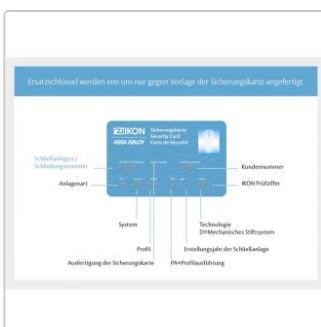 Ersatzschlüssel werden von uns nur gegen Vorlage der Sicherungskarte angefertigt
IKON
ASSA ABLOY
Sicherungskarte
Security Card
Carte de Sécurité
Schließanlagen /
Schließungsnummer
Kundennummer
Anlagenart
IKON Prüfziffer
System
Technologie
D=Mechanisches Stiftsystem
Profil
Erstellungsjahr der Schließanlage
Ausfertigung der Sicherungskarte
PA=Profilausführung